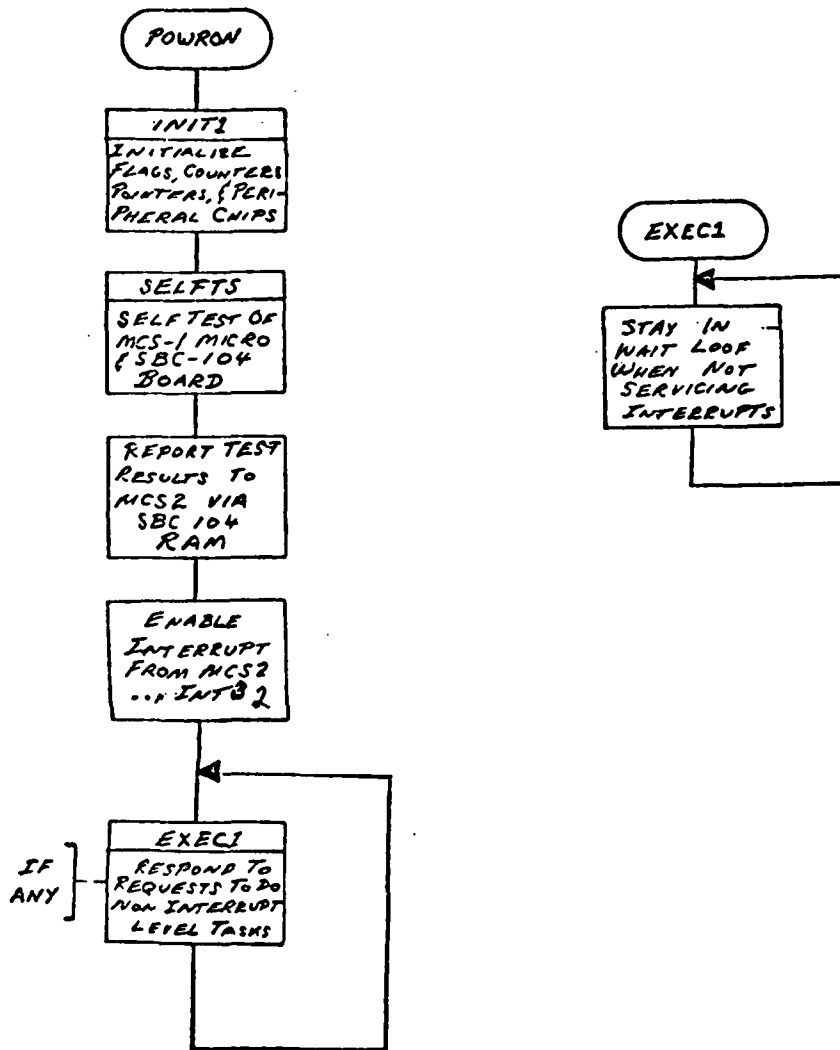 POWRON
INIT1
INITIALIZE
FLAGS, COUNTERS
POINTERS, & PERI-
PHERAL CHIPS
SELFTS
SELF TEST OF
MCS-1 MICRO
& SBC-104
BOARD
REPORT TEST
RESULTS TO
MCS2 VIA
SBC 104
RAM
ENABLE
INTERRUPT
FROM MCS2
... INT 2
EXEC1
RESPOND TO
REQUESTS TO DO
NON INTERRUPT
LEVEL TASKS
IF
ANY
EXEC1
STAY IN
WAIT LOOP
WHEN NOT
SERVICING
INTERRUPTS